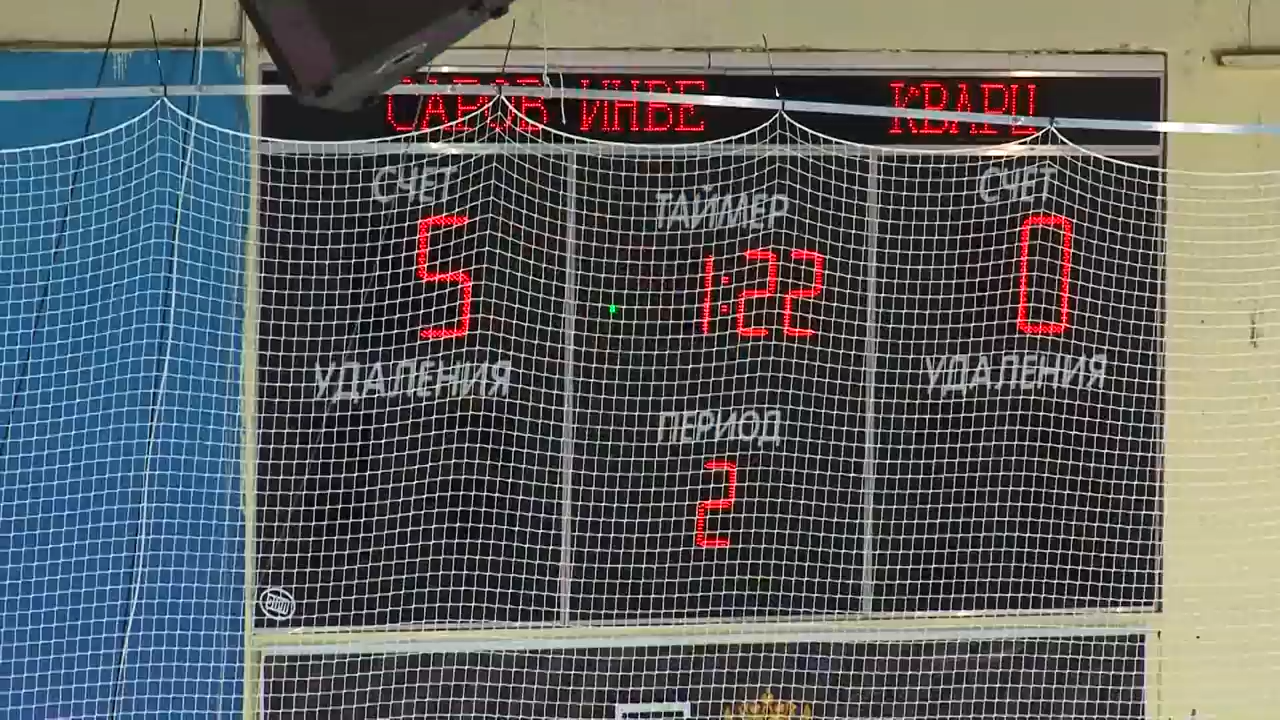 САРОВ ИНВЕ КВАРЦ
СЧЕТ ТАЙМЕР СЧЕТ
5 1:22 0
УДАЛЕНИЯ УДАЛЕНИЯ
ПЕРИОД
2